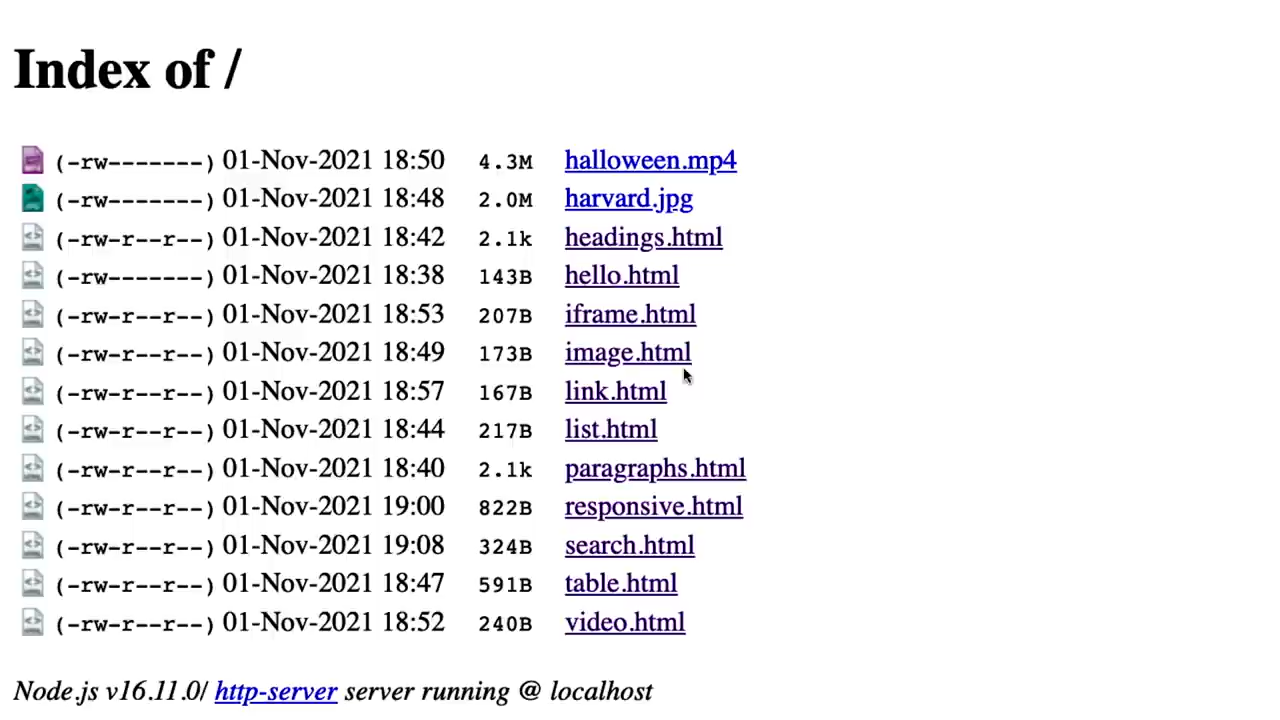 Index of /
(-rw-------) 01-Nov-2021 18:50 4.3M halloween.mp4
(-rw-------) 01-Nov-2021 18:48 2.0M harvard.jpg
(-rw-r--r--) 01-Nov-2021 18:42 2.1k headings.html
(-rw-------) 01-Nov-2021 18:38 143B hello.html
(-rw-r--r--) 01-Nov-2021 18:53 207B iframe.html
(-rw-r--r--) 01-Nov-2021 18:49 173B image.html
(-rw-r--r--) 01-Nov-2021 18:57 167B link.html
(-rw-r--r--) 01-Nov-2021 18:44 217B list.html
(-rw-r--r--) 01-Nov-2021 18:40 2.1k paragraphs.html
(-rw-r--r--) 01-Nov-2021 19:00 822B responsive.html
(-rw-r--r--) 01-Nov-2021 19:08 324B search.html
(-rw-r--r--) 01-Nov-2021 18:47 591B table.html
(-rw-r--r--) 01-Nov-2021 18:52 240B video.html
Node.js v16.11.0/ http-server server running @ localhost